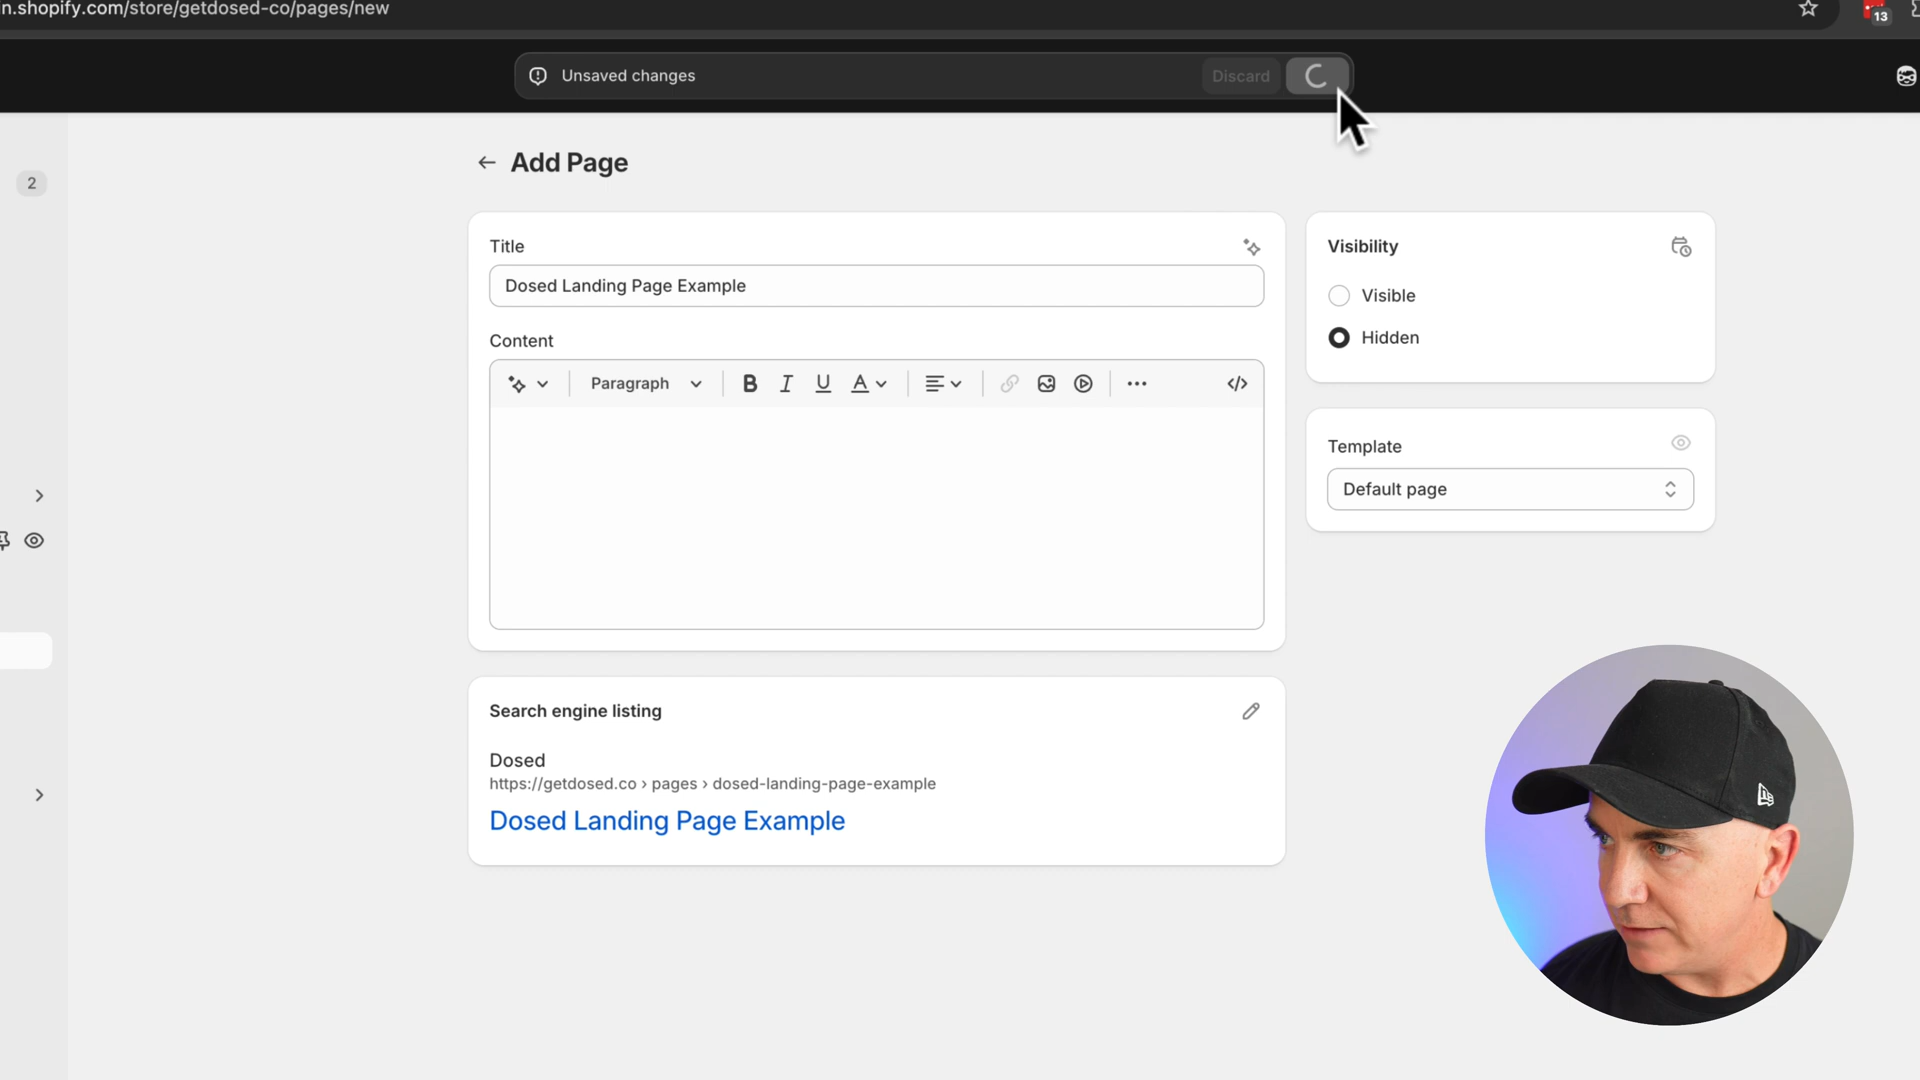 n.shopify.com/store/getdosed-co/pages/new
13
Unsaved changes
Discard
2
Add Page
Title
Dosed Landing Page Example
Content
Paragraph
B I U A
Search engine listing
Dosed
https://getdosed.co › pages › dosed-landing-page-example
Dosed Landing Page Example
Visibility
Visible
Hidden
Template
Default page